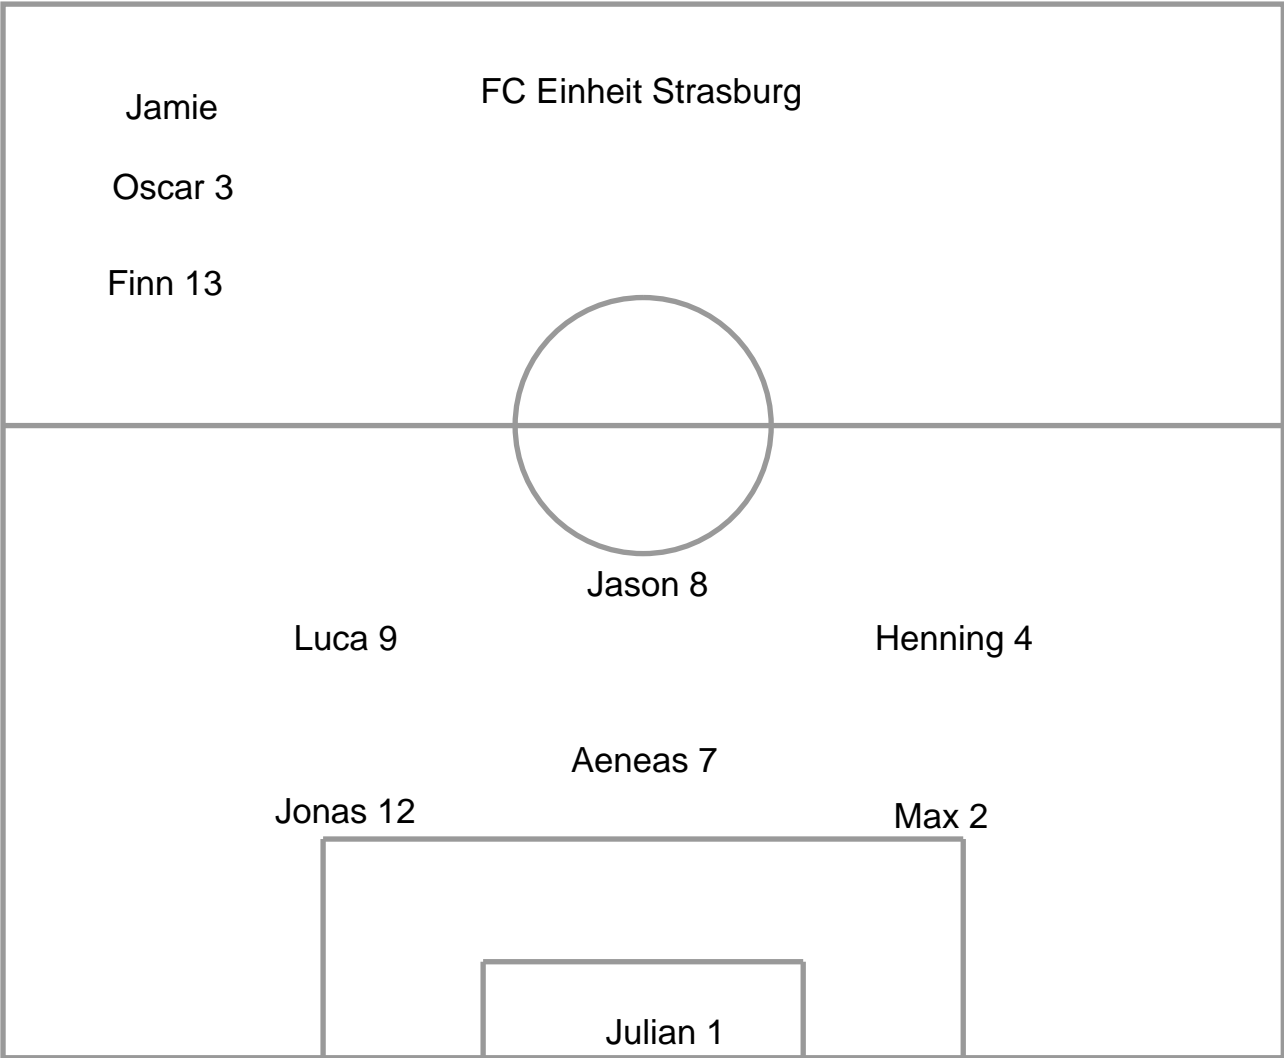 FC Einheit Strasburg
Jamie
Oscar 3
Finn 13
Jason 8
Luca 9
Henning 4
Aeneas 7
Jonas 12
Max 2
Julian 1